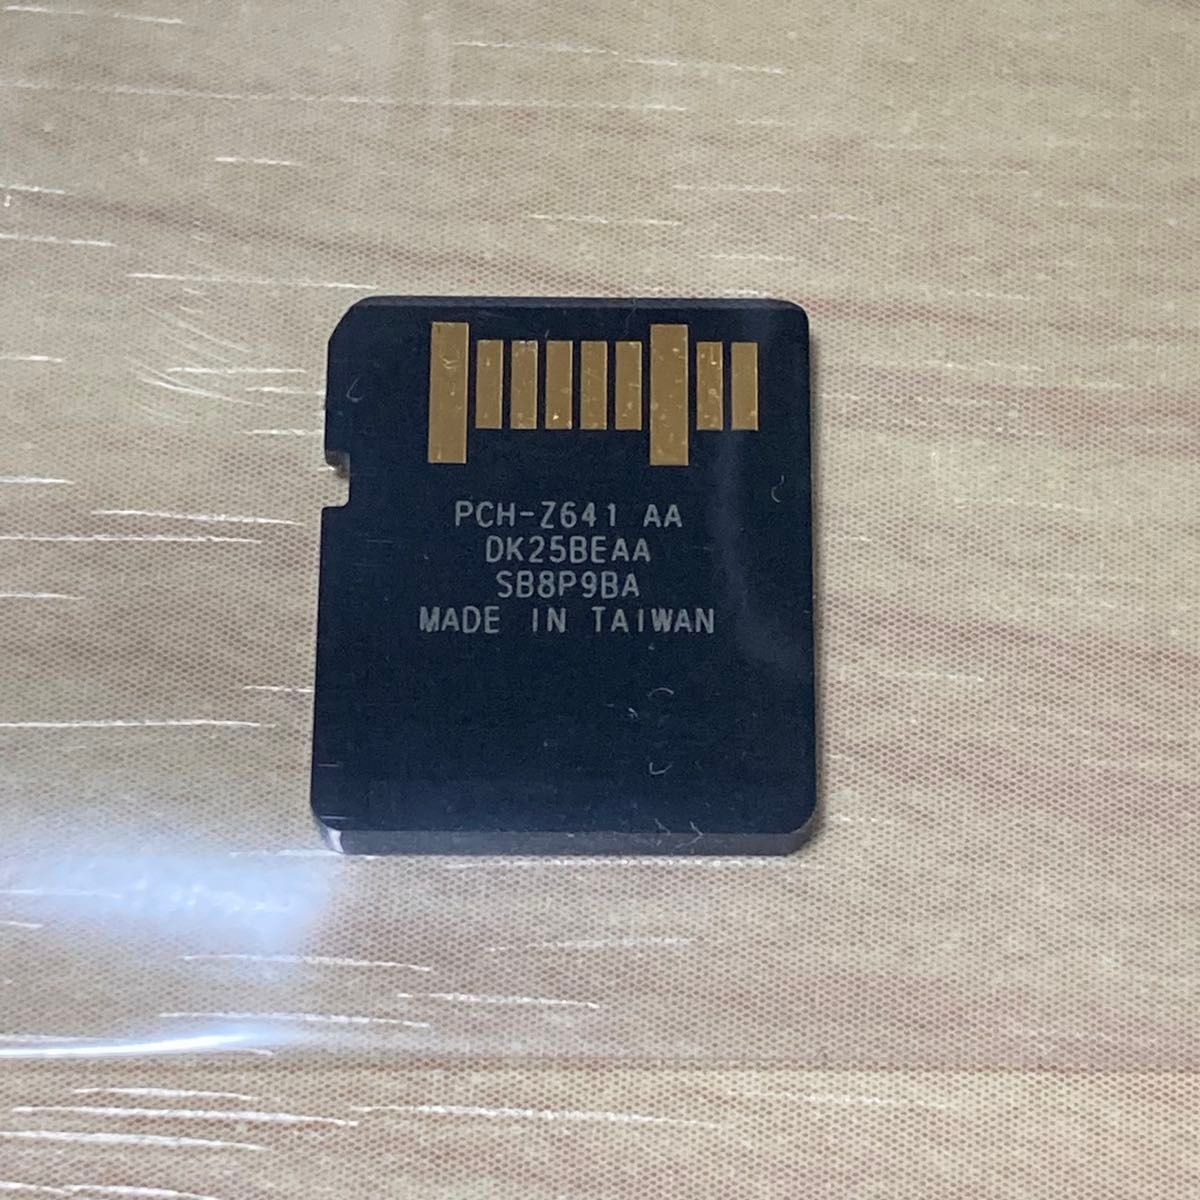 PCH-Z641 AA
DK25BEAA
SB8P9BA
MADE IN TAIWAN